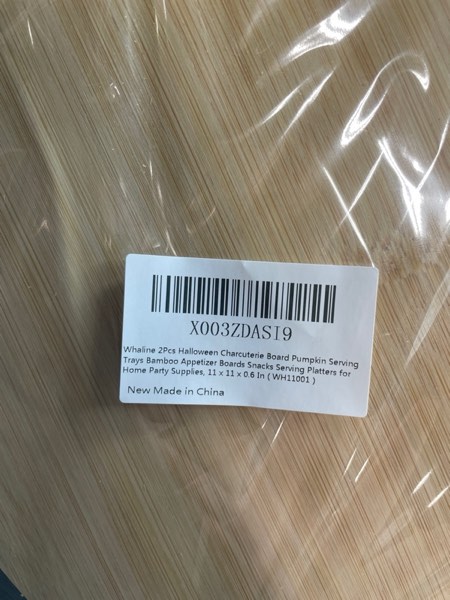 X003ZDASI9
Whaline 2Pcs Halloween Charcuterie Board Pumpkin Serving
Trays Bamboo Appetizer Boards Snacks Serving Platters for
Home Party Supplies, 11 x 11 x 0.6 In ( WH11001 )
New Made in China